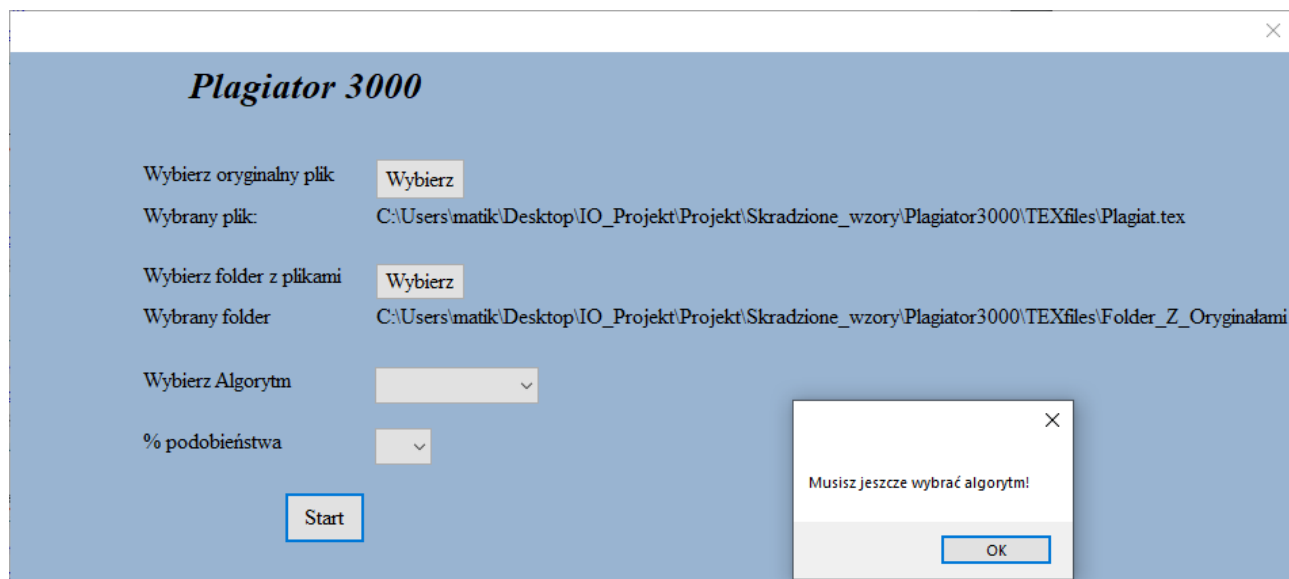 Plagiator 3000
Wybierz oryginalny plik Wybierz
Wybrany plik: C:\Users\matik\Desktop\IO_Projekt\Projekt\Skradzione_wzory\Plagiator3000\TEXfiles\Plagiat.tex
Wybierz folder z plikami Wybierz
Wybrany folder C:\Users\matik\Desktop\IO_Projekt\Projekt\Skradzione_wzory\Plagiator3000\TEXfiles\Folder_Z_Oryginałami
Wybierz Algorytm
% podobieństwa
Start
Musisz jeszcze wybrać algorytm!
OK